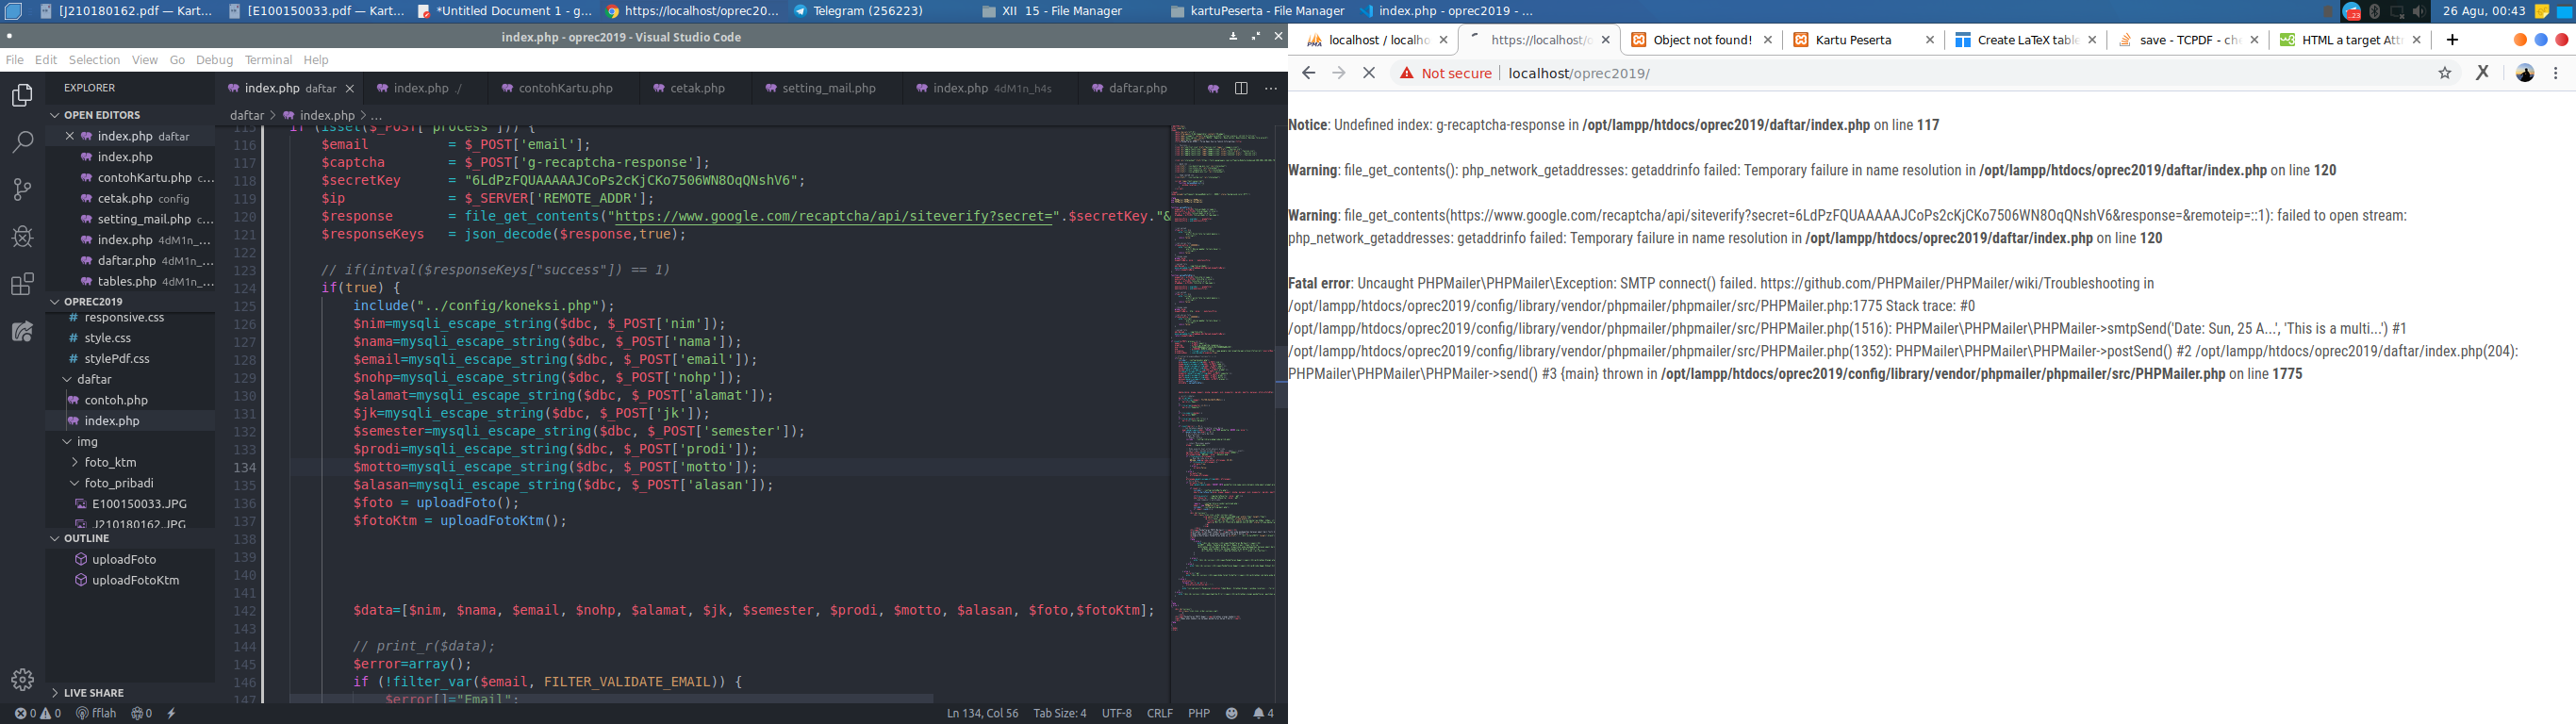 [J210180162.pdf — Kart...
[E100150033.pdf — Kart...
*Untitled Document 1 - g...
https://localhost/oprec20...
Telegram (256223)
XII 15 - File Manager
kartuPeserta - File Manager
index.php - oprec2019 - ...
26 Agu, 00:43
index.php - oprec2019 - Visual Studio Code
File Edit Selection View Go Debug Terminal Help
EXPLORER
OPEN EDITORS
index.php daftar
index.php
contohKartu.php c...
cetak.php config
setting_mail.php c...
index.php 4dM1n_...
daftar.php 4dM1n_...
tables.php 4dM1n_...
OPREC2019
responsive.css
style.css
stylePdf.css
daftar
contoh.php
index.php
img
foto_ktm
foto_pribadi
E100150033.JPG
J210180162.JPG
OUTLINE
uploadFoto
uploadFotoKtm
LIVE SHARE
index.php daftar
index.php ./
contohKartu.php
cetak.php
setting_mail.php
index.php 4dM1n_h4s
daftar.php
daftar > index.php > ...
115 if (isset($_POST['process'])) {
116 $email = $_POST['email'];
117 $captcha = $_POST['g-recaptcha-response'];
118 $secretKey = "6LdPzFQUAAAAAJCoPs2cKjCKo7506WN8OqQNshV6";
119 $ip = $_SERVER['REMOTE_ADDR'];
120 $response = file_get_contents("https://www.google.com/recaptcha/api/siteverify?secret=".$secretKey."&
121 $responseKeys = json_decode($response,true);
122
123 // if(intval($responseKeys["success"]) == 1)
124 if(true) {
125 include("../config/koneksi.php");
126 $nim=mysqli_escape_string($dbc, $_POST['nim']);
127 $nama=mysqli_escape_string($dbc, $_POST['nama']);
128 $email=mysqli_escape_string($dbc, $_POST['email']);
129 $nohp=mysqli_escape_string($dbc, $_POST['nohp']);
130 $alamat=mysqli_escape_string($dbc, $_POST['alamat']);
131 $jk=mysqli_escape_string($dbc, $_POST['jk']);
132 $semester=mysqli_escape_string($dbc, $_POST['semester']);
133 $prodi=mysqli_escape_string($dbc, $_POST['prodi']);
134 $motto=mysqli_escape_string($dbc, $_POST['motto']);
135 $alasan=mysqli_escape_string($dbc, $_POST['alasan']);
136 $foto = uploadFoto();
137 $fotoKtm = uploadFotoKtm();
138
139
140
141
142 $data=[$nim, $nama, $email, $nohp, $alamat, $jk, $semester, $prodi, $motto, $alasan, $foto,$fotoKtm];
143
144 // print_r($data);
145 $error=array();
146 if (!filter_var($email, FILTER_VALIDATE_EMAIL)) {
147 $error[]="Email";
0 0 fflah 0
Ln 134, Col 56 Tab Size: 4 UTF-8 CRLF PHP 4
localhost / localho
https://localhost/o
Object not found!
Kartu Peserta
Create LaTeX table
save - TCPDF - che
HTML a target Att
Not secure | localhost/oprec2019/
Notice: Undefined index: g-recaptcha-response in /opt/lampp/htdocs/oprec2019/daftar/index.php on line 117
Warning: file_get_contents(): php_network_getaddresses: getaddrinfo failed: Temporary failure in name resolution in /opt/lampp/htdocs/oprec2019/daftar/index.php on line 120
Warning: file_get_contents(https://www.google.com/recaptcha/api/siteverify?secret=6LdPzFQUAAAAAJCoPs2cKjCKo7506WN8OqQNshV6&response=&remoteip=::1): failed to open stream:
php_network_getaddresses: getaddrinfo failed: Temporary failure in name resolution in /opt/lampp/htdocs/oprec2019/daftar/index.php on line 120
Fatal error: Uncaught PHPMailer\PHPMailer\Exception: SMTP connect() failed. https://github.com/PHPMailer/PHPMailer/wiki/Troubleshooting in
/opt/lampp/htdocs/oprec2019/config/library/vendor/phpmailer/phpmailer/src/PHPMailer.php:1775 Stack trace: #0
/opt/lampp/htdocs/oprec2019/config/library/vendor/phpmailer/phpmailer/src/PHPMailer.php(1516): PHPMailer\PHPMailer\PHPMailer->smtpSend('Date: Sun, 25 A...', 'This is a multi...') #1
/opt/lampp/htdocs/oprec2019/config/library/vendor/phpmailer/phpmailer/src/PHPMailer.php(1352): PHPMailer\PHPMailer\PHPMailer->postSend() #2 /opt/lampp/htdocs/oprec2019/daftar/index.php(204):
PHPMailer\PHPMailer\PHPMailer->send() #3 {main} thrown in /opt/lampp/htdocs/oprec2019/config/library/vendor/phpmailer/phpmailer/src/PHPMailer.php on line 1775